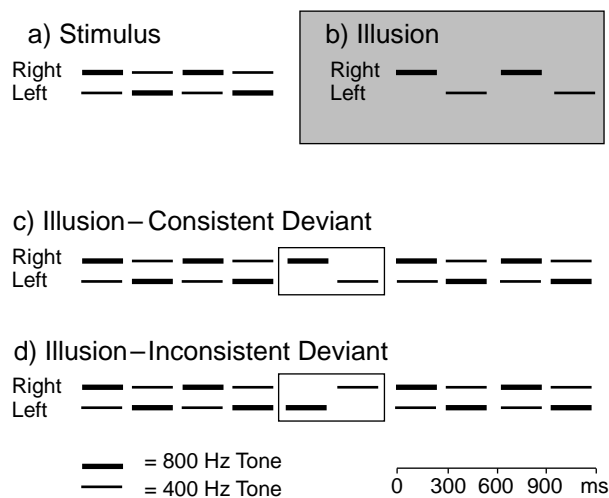 a) Stimulus
Right
Left
b) Illusion
Right
Left
c) Illusion–Consistent Deviant
Right
Left
d) Illusion–Inconsistent Deviant
Right
Left
= 800 Hz Tone
= 400 Hz Tone
0 300 600 900 ms